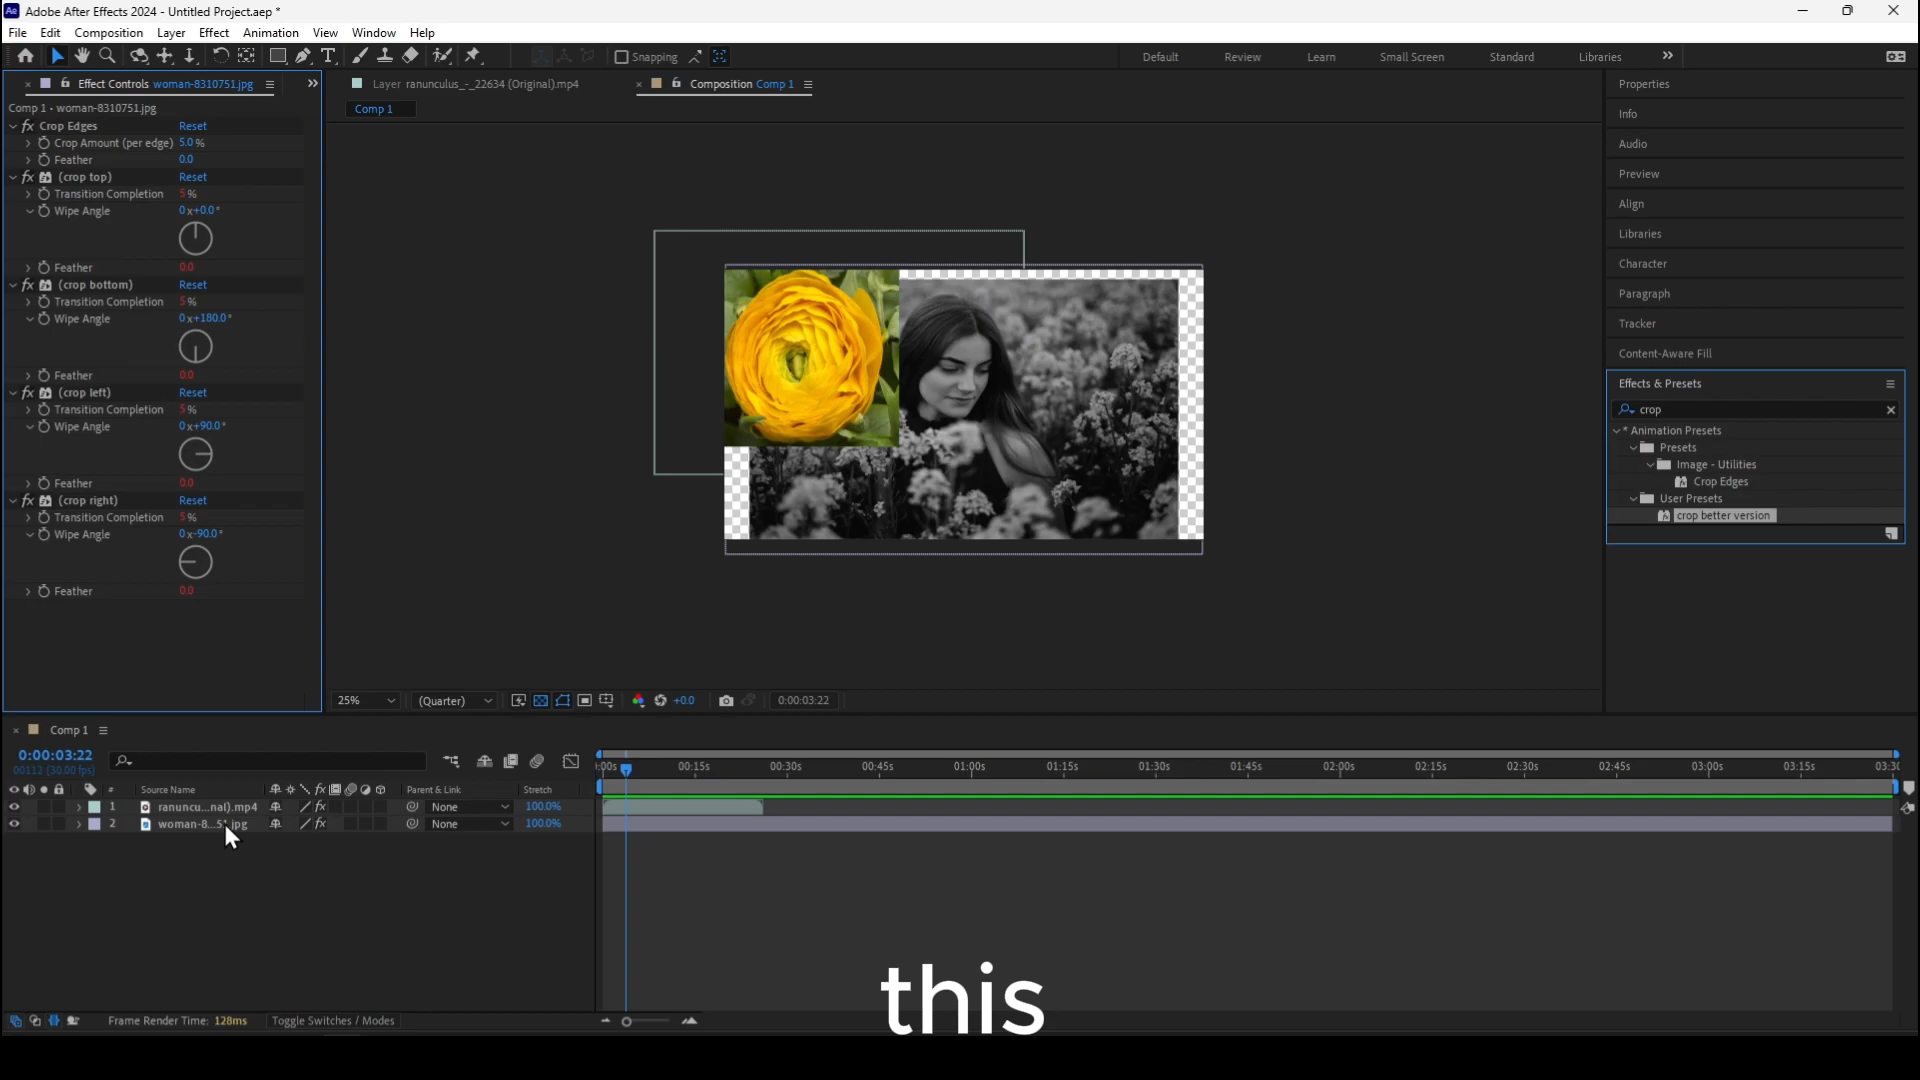 Adobe After Effects 2024 - Untitled Project.aep *
File Edit Composition Layer Effect Animation View Window Help
Snapping
Default Review Learn Small Screen Standard Libraries
Effect Controls woman-8310751.jpg
Layer ranunculus_-_22634 (Original).mp4
Composition Comp 1
Comp 1
Comp 1 • woman-8310751.jpg
Crop Edges Reset
Crop Amount (per edge) 5.0 %
Feather 0.0
(crop top) Reset
Transition Completion 5%
Wipe Angle 0x+0.0°
Feather 0.0
(crop bottom) Reset
Transition Completion 5%
Wipe Angle 0x+180.0°
Feather 0.0
(crop left) Reset
Transition Completion 5%
Wipe Angle 0x+90.0°
Feather 0.0
(crop right) Reset
Transition Completion 5%
Wipe Angle 0x-90.0°
Feather 0.0
Properties
Info
Audio
Preview
Align
Libraries
Character
Paragraph
Tracker
Content-Aware Fill
Effects & Presets
crop
* Animation Presets
Presets
Image - Utilities
Crop Edges
User Presets
crop better version
25% (Quarter) +0.0 0:00:03:22
Comp 1
0:00:03:22
00112 (30.00 fps)
:00s 00:15s 00:30s 00:45s 01:00s 01:15s 01:30s 01:45s 02:00s 02:15s 02:30s 02:45s 03:00s 03:15s 03:30
# Source Name Parent & Link Stretch
1 ranuncu...nal).mp4 None 100.0%
2 woman-8...51.jpg None 100.0%
this
Frame Render Time: 128ms Toggle Switches / Modes